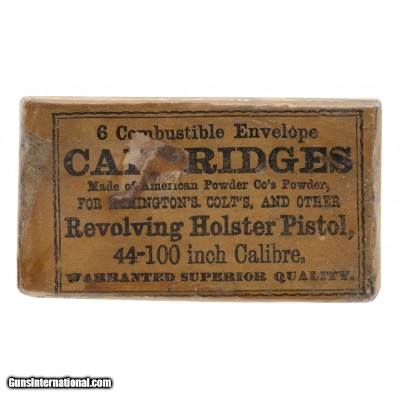 6 Combustible Envelope
CARTRIDGES
Made of American Powder Co's Powder,
FOR REMINGTON'S, COLT'S, AND OTHER
Revolving Holster Pistol,
44-100 inch Calibre.
WARRANTED SUPERIOR QUALITY.
GunsInternational.com